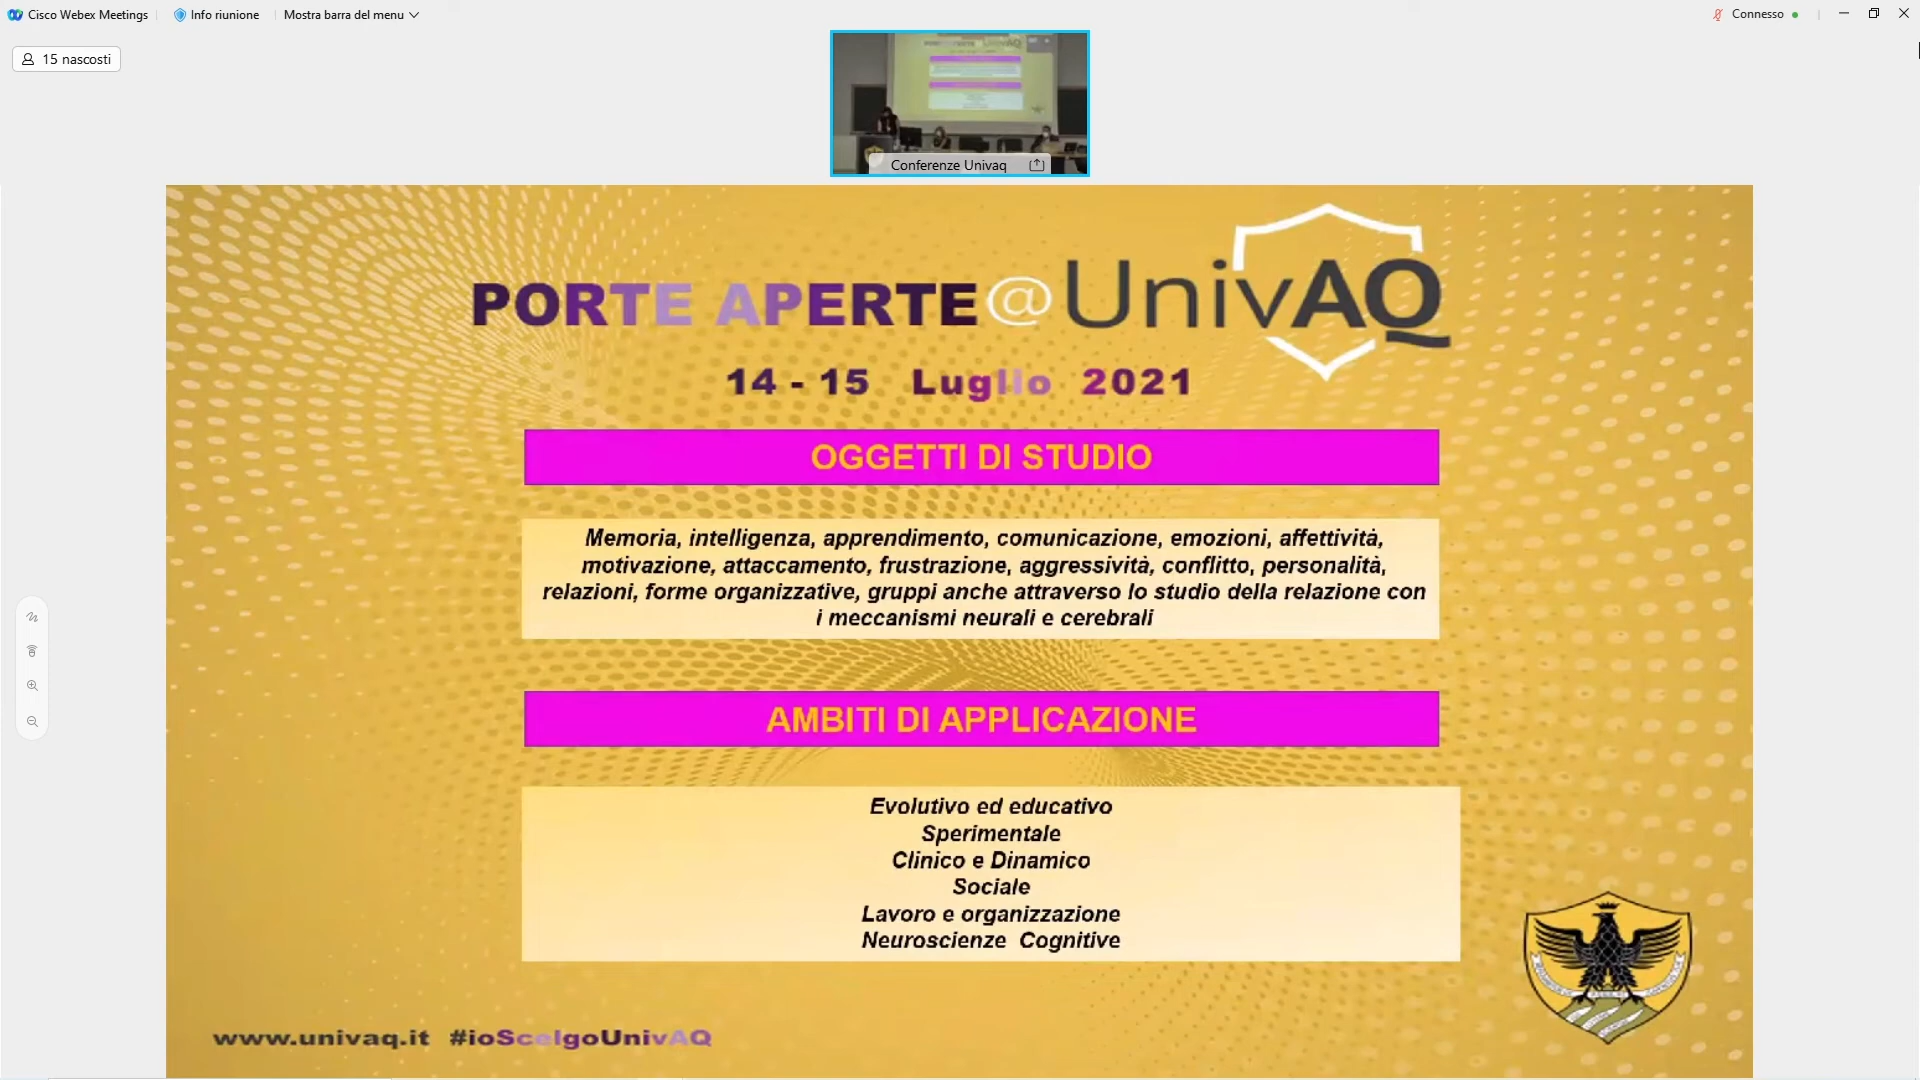 Cisco Webex Meetings
Info riunione
Mostra barra del menu
Connesso
15 nascosti
Conferenze Univaq
PORTE APERTE@UnivAQ
14 - 15 Luglio 2021
OGGETTI DI STUDIO
Memoria, intelligenza, apprendimento, comunicazione, emozioni, affettività,
motivazione, attaccamento, frustrazione, aggressività, conflitto, personalità,
relazioni, forme organizzative, gruppi anche attraverso lo studio della relazione con
i meccanismi neurali e cerebrali
AMBITI DI APPLICAZIONE
Evolutivo ed educativo
Sperimentale
Clinico e Dinamico
Sociale
Lavoro e organizzazione
Neuroscienze Cognitive
www.univaq.it #ioScelgoUnivAQ